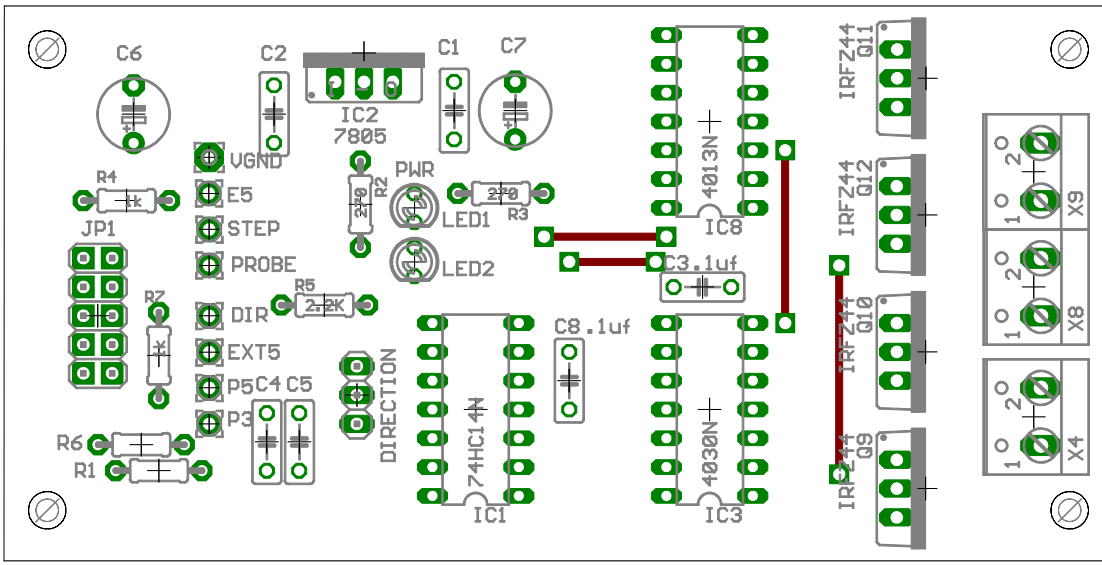 C6
C2
IC2
7805
C1
C7
Q11
IRFZ44
VGND
R4
1k
E5
JP1
STEP
PROBE
R2
270
PWR
LED1
LED2
270
R3
4013N
IC8
Q12
IRFZ44
2
1
X9
R7
1k
DIR
R5
2.2K
EXT5
P5
P3
C4
C5
R6
R1
DIRECTION
74HC14N
IC1
C8.1uf
C3.1uf
4030N
IC3
Q10
IRFZ44
Q9
IRFZ44
2
1
X8
2
1
X4